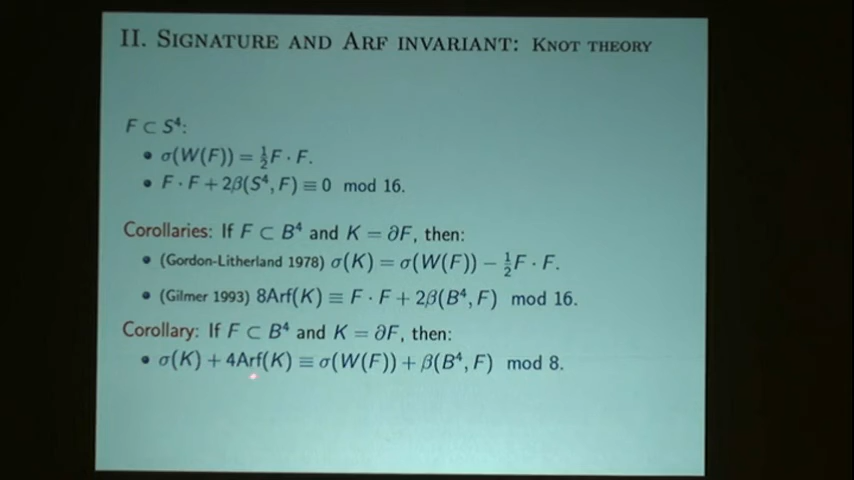 II. Signature and Arf invariant: Knot theory
F ⊂ S⁴:
• σ(W(F)) = ½F · F.
• F · F + 2β(S⁴, F) ≡ 0 mod 16.
Corollaries: If F ⊂ B⁴ and K = ∂F, then:
• (Gordon-Litherland 1978) σ(K) = σ(W(F)) − ½F · F.
• (Gilmer 1993) 8Arf(K) ≡ F · F + 2β(B⁴, F) mod 16.
Corollary: If F ⊂ B⁴ and K = ∂F, then:
• σ(K) + 4Arf(K) ≡ σ(W(F)) + β(B⁴, F) mod 8.